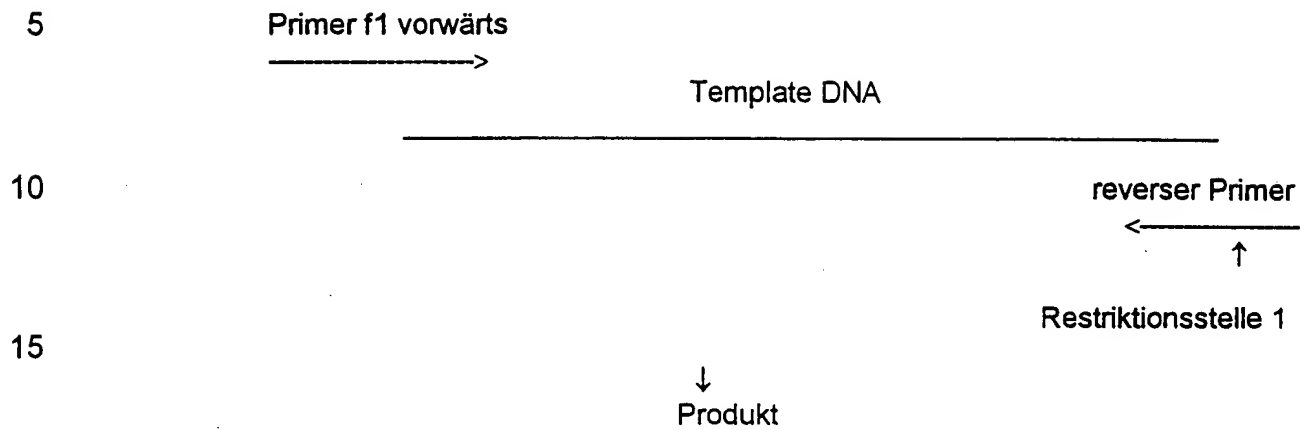 5 Primer f1 vorwärts
Template DNA
10 reverser Primer
↑
Restriktionsstelle 1
15
↓
Produkt